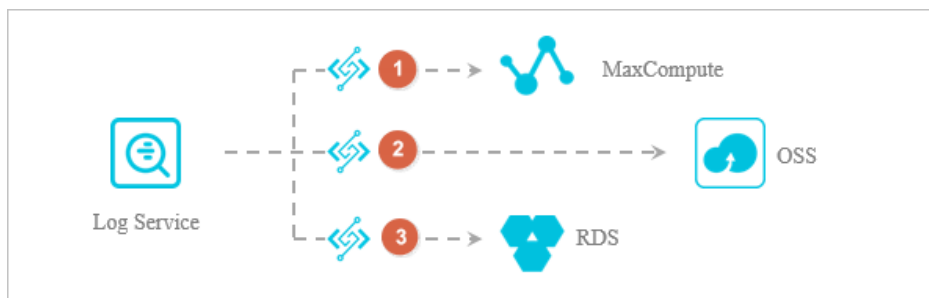 1
MaxCompute
2
OSS
Log Service
3
RDS